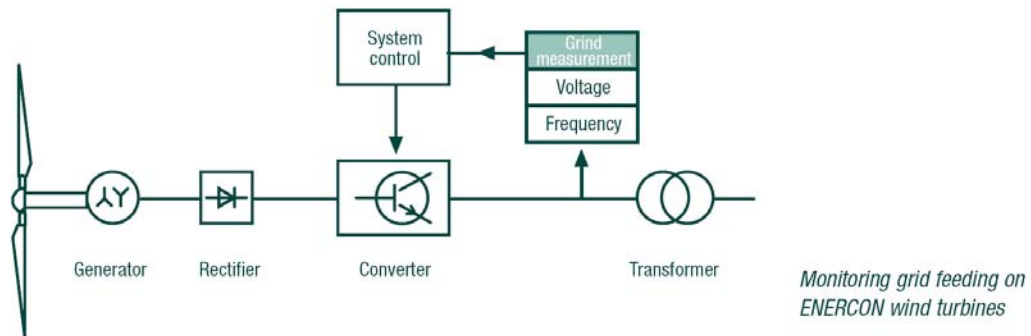 System
control
Grind
measurement
Voltage
Frequency
Generator
Rectifier
Converter
Transformer
Monitoring grid feeding on
ENERCON wind turbines